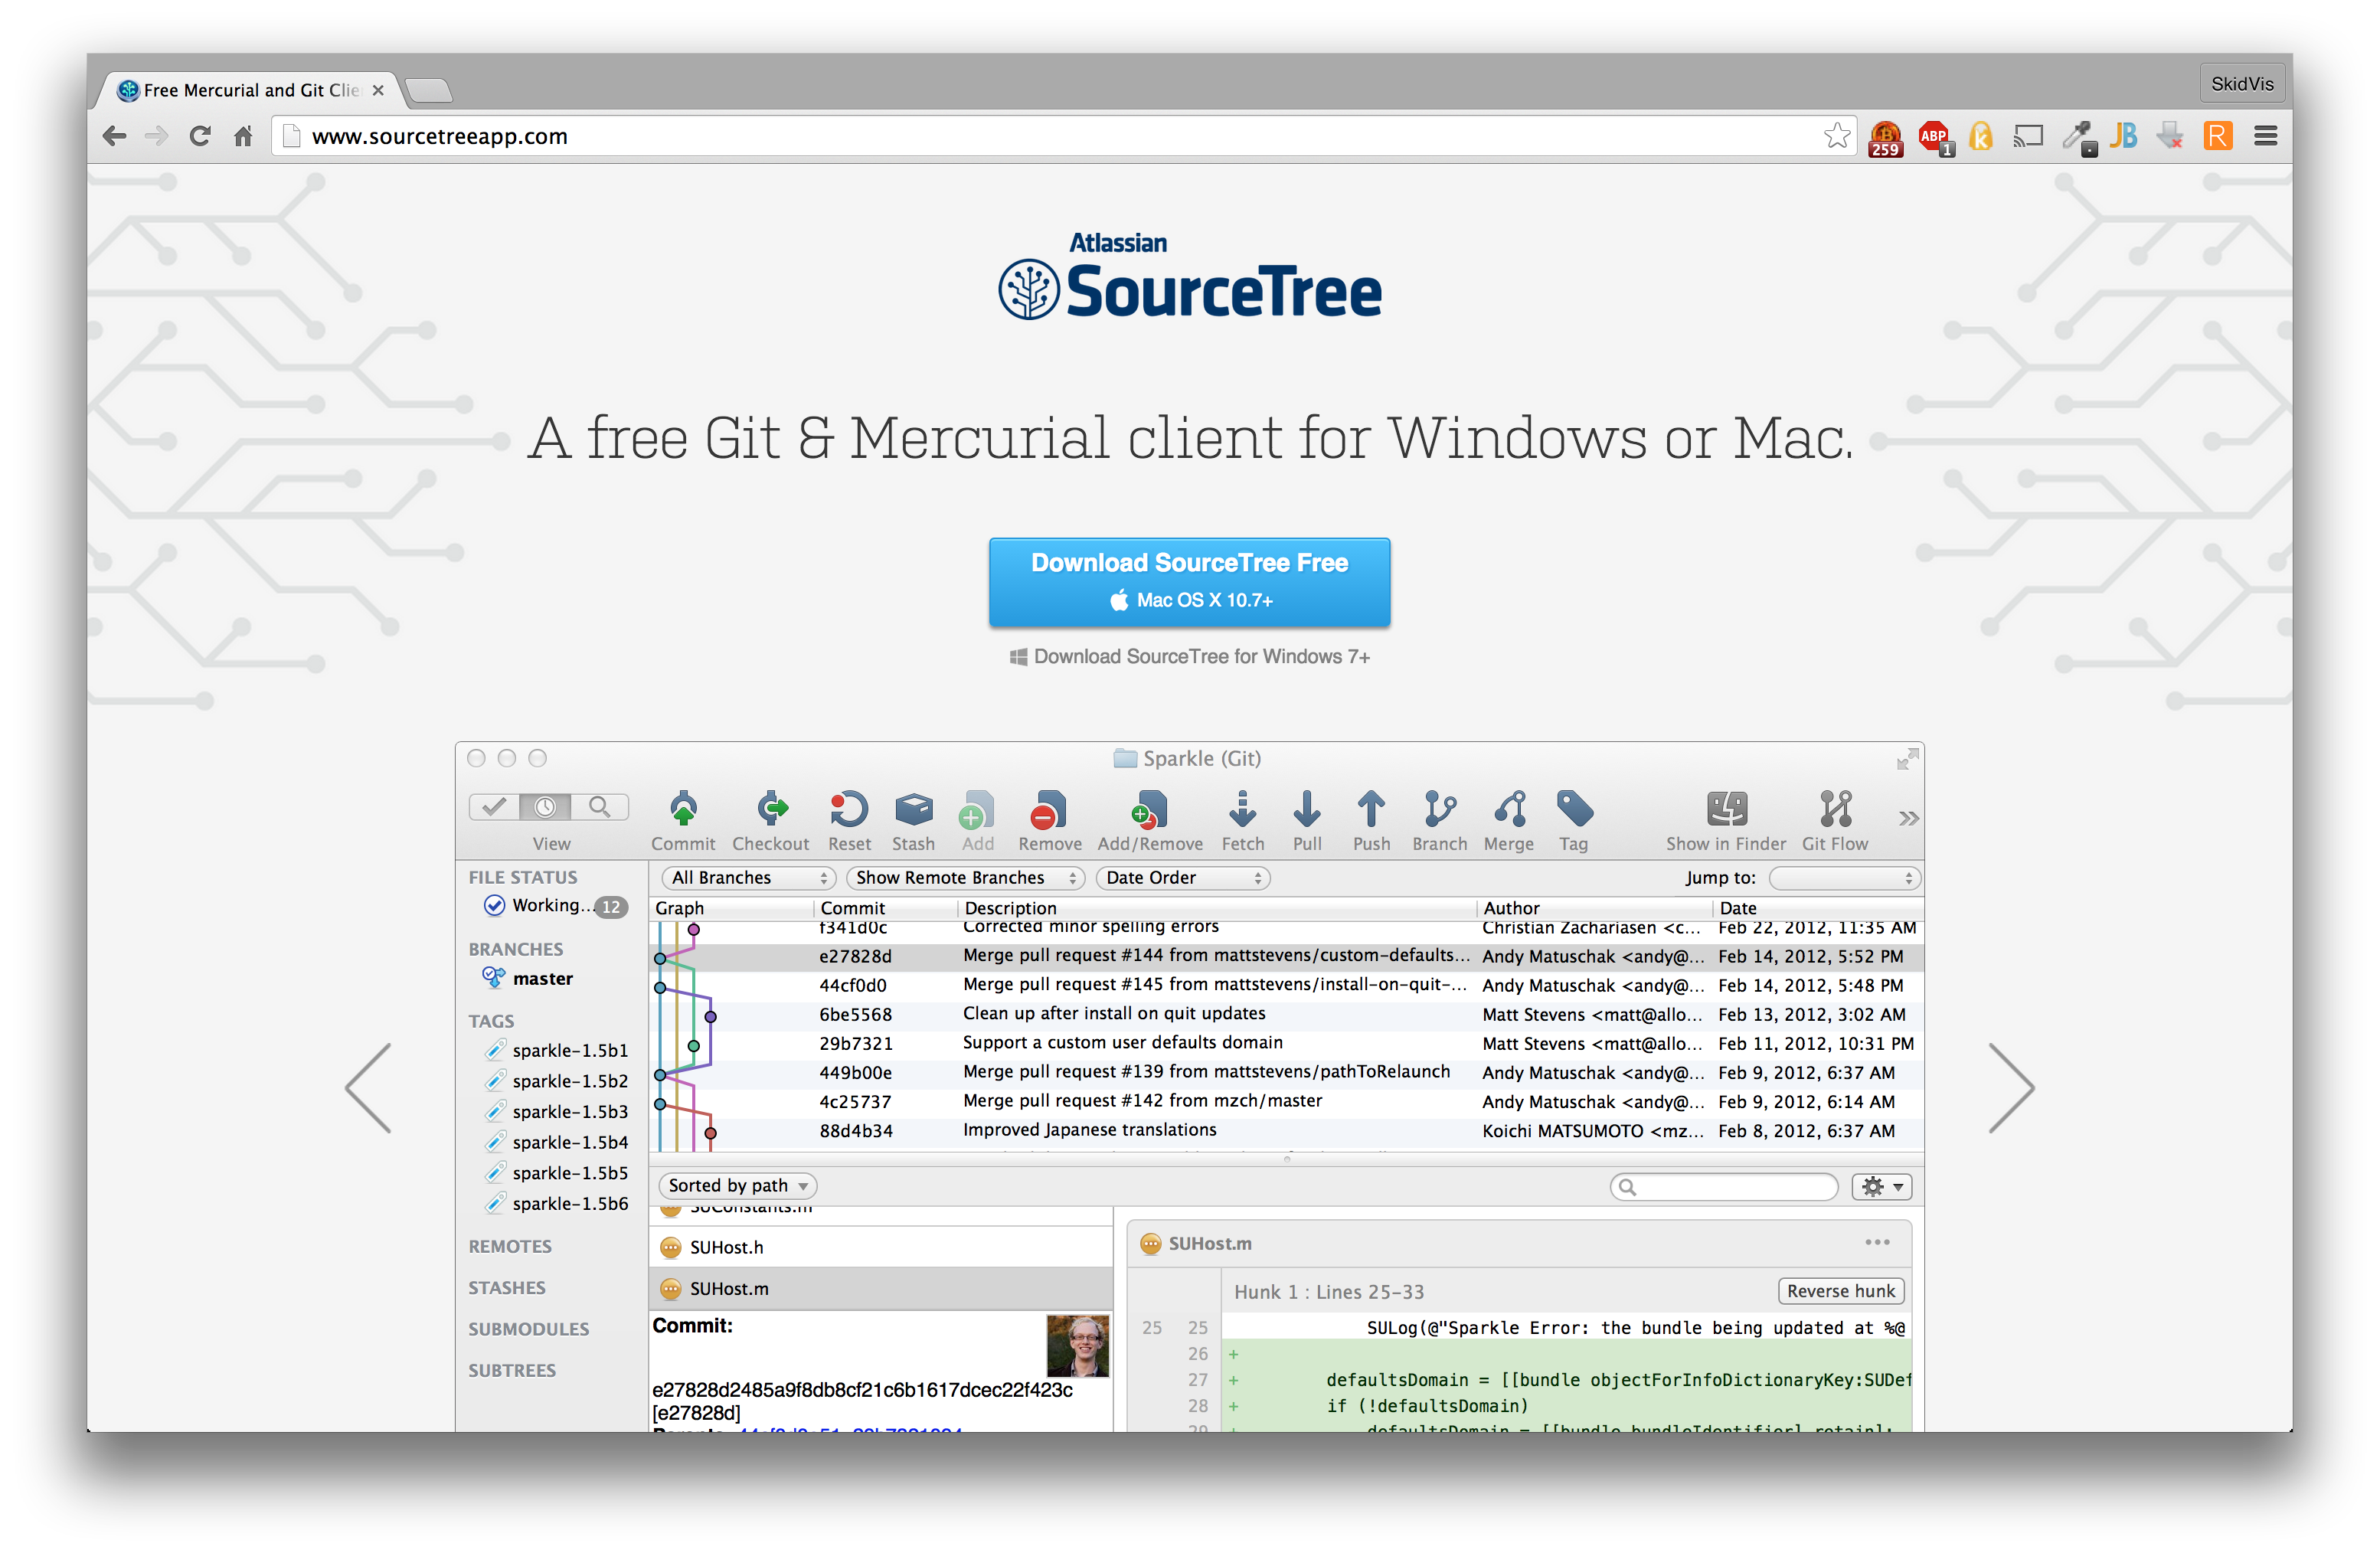 Free Mercurial and Git Clie
SkidVis
www.sourcetreeapp.com
259
ABP
1
k
JB
R
Atlassian
SourceTree
A free Git & Mercurial client for Windows or Mac.
Download SourceTree Free
Mac OS X 10.7+
Download SourceTree for Windows 7+
Sparkle (Git)
View Commit Checkout Reset Stash Add Remove Add/Remove Fetch Pull Push Branch Merge Tag Show in Finder Git Flow
FILE STATUS
Working... 12
BRANCHES
master
TAGS
sparkle-1.5b1
sparkle-1.5b2
sparkle-1.5b3
sparkle-1.5b4
sparkle-1.5b5
sparkle-1.5b6
REMOTES
STASHES
SUBMODULES
SUBTREES
All Branches Show Remote Branches Date Order Jump to:
Graph Commit Description Author Date
f341d0c Corrected minor spelling errors Christian Zachariasen <c... Feb 22, 2012, 11:35 AM
e27828d Merge pull request #144 from mattstevens/custom-defaults... Andy Matuschak <andy@... Feb 14, 2012, 5:52 PM
44cf0d0 Merge pull request #145 from mattstevens/install-on-quit-... Andy Matuschak <andy@... Feb 14, 2012, 5:48 PM
6be5568 Clean up after install on quit updates Matt Stevens <matt@allo... Feb 13, 2012, 3:02 AM
29b7321 Support a custom user defaults domain Matt Stevens <matt@allo... Feb 11, 2012, 10:31 PM
449b00e Merge pull request #139 from mattstevens/pathToRelaunch Andy Matuschak <andy@... Feb 9, 2012, 6:37 AM
4c25737 Merge pull request #142 from mzch/master Andy Matuschak <andy@... Feb 9, 2012, 6:14 AM
88d4b34 Improved Japanese translations Koichi MATSUMOTO <mz... Feb 8, 2012, 6:37 AM
Sorted by path
SUConstants.m
SUHost.h
SUHost.m
Commit:
e27828d2485a9f8db8cf21c6b1617dcec22f423c
[e27828d]
SUHost.m
Hunk 1 : Lines 25-33 Reverse hunk
25 25 SULog(@"Sparkle Error: the bundle being updated at %@
26 +
27 + defaultsDomain = [[bundle objectForInfoDictionaryKey:SUDef
28 + if (!defaultsDomain)
29 + defaultsDomain = [[bundle bundleIdentifier] retain];